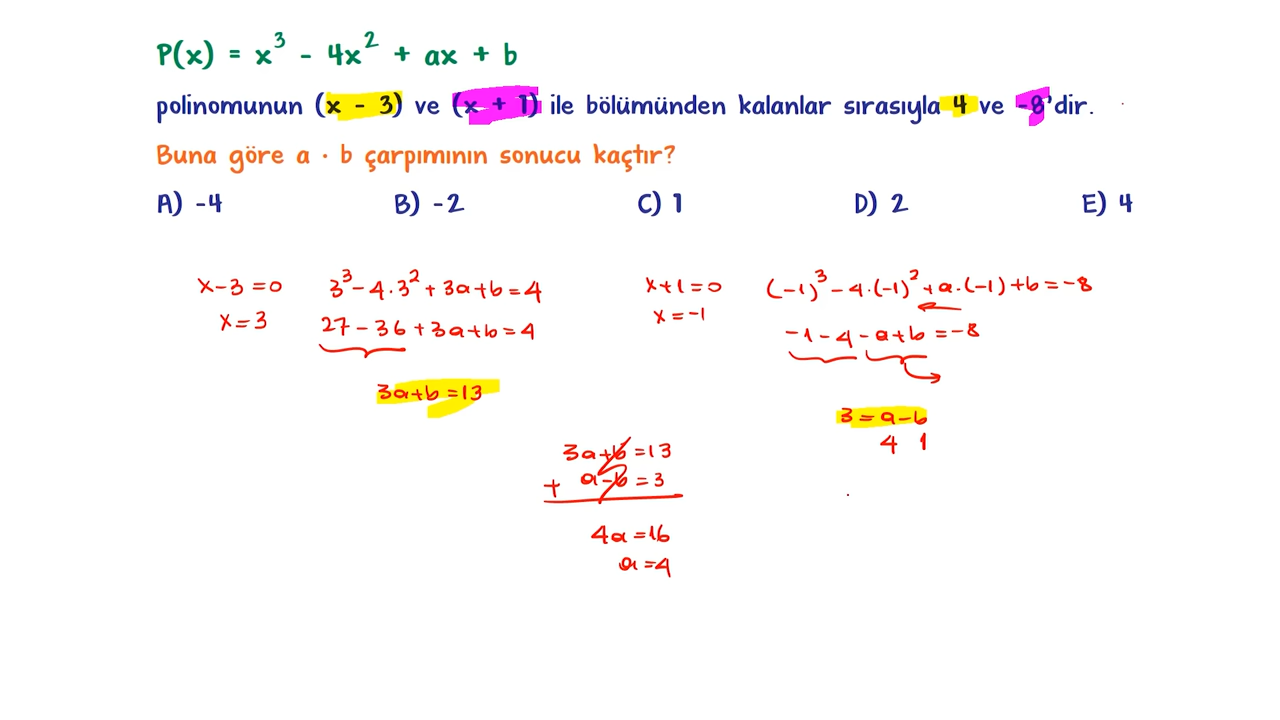 P(x) = x³ - 4x² + ax + b
polinomunun (x - 3) ve (x + 1) ile bölümünden kalanlar sırasıyla 4 ve -8'dir.
Buna göre a · b çarpımının sonucu kaçtır?
A) -4 B) -2 C) 1 D) 2 E) 4
x-3=0 3³-4·3²+3a+b=4
x=3 27-36+3a+b=4
3a+b=13
x+1=0 (-1)³-4·(-1)²+a·(-1)+b=-8
x=-1 -1-4-a+b=-8
3=a-b
4 1
3a+b=13
+ a-b=3
4a=16
a=4